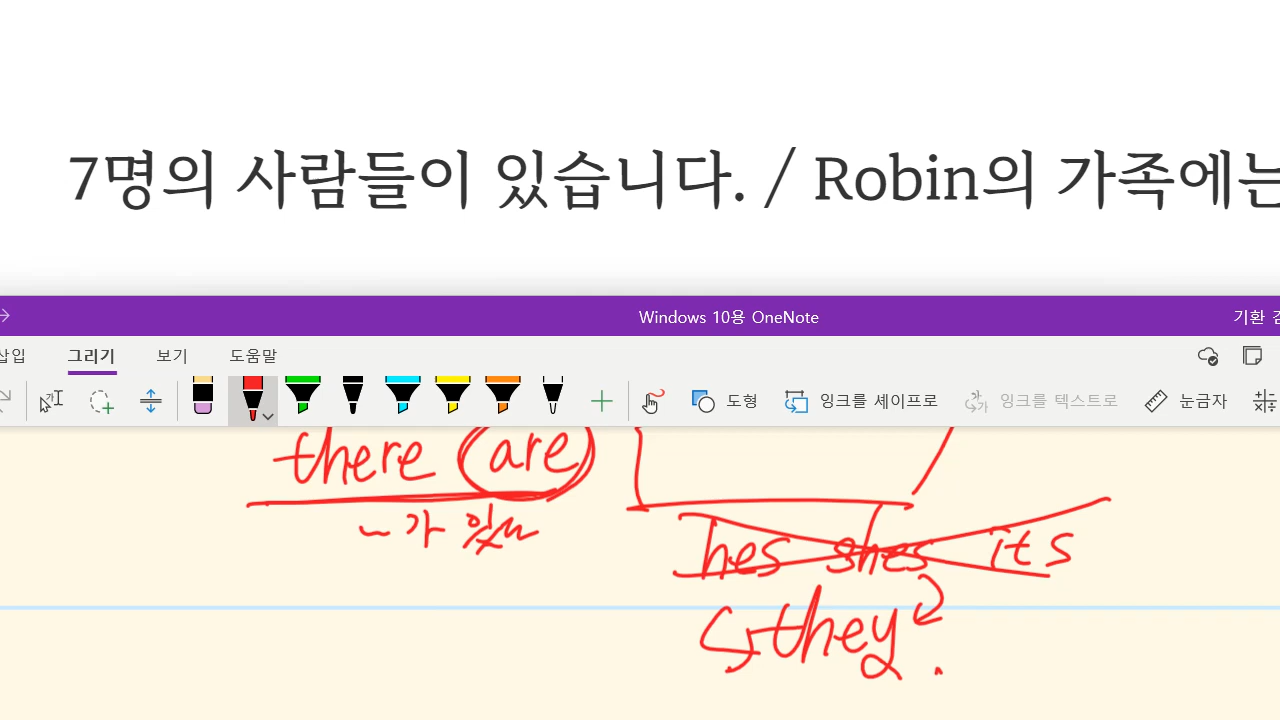 7명의 사람들이 있습니다. / Robin의 가족에는
Windows 10용 OneNote 기환
삽입 그리기 보기 도움말
도형 잉크를 셰이프로 잉크를 텍스트로 눈금자
there (are)
~가 있
hes shes its
they